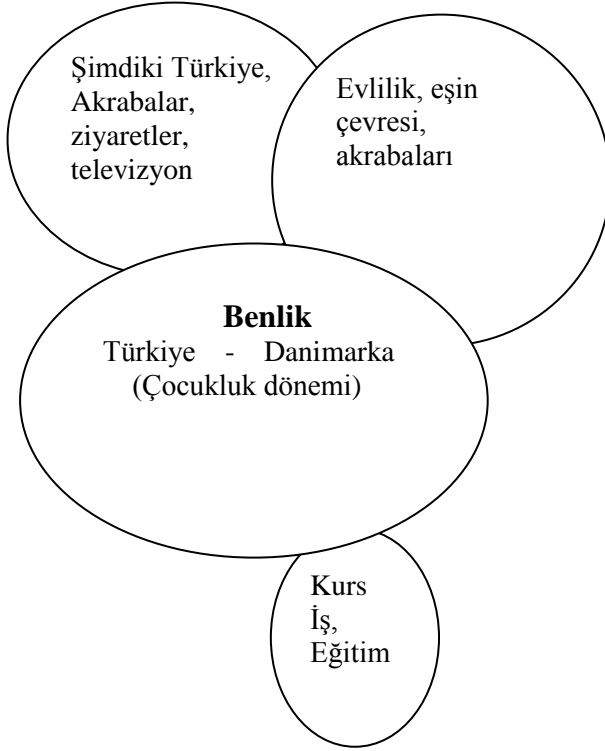 Şimdiki Türkiye,
Akrabalar,
ziyaretler,
televizyon
Evlilik, eşin
çevresi,
akrabaları
Benlik
Türkiye - Danimarka
(Çocukluk dönemi)
Kurs
İş,
Eğitim